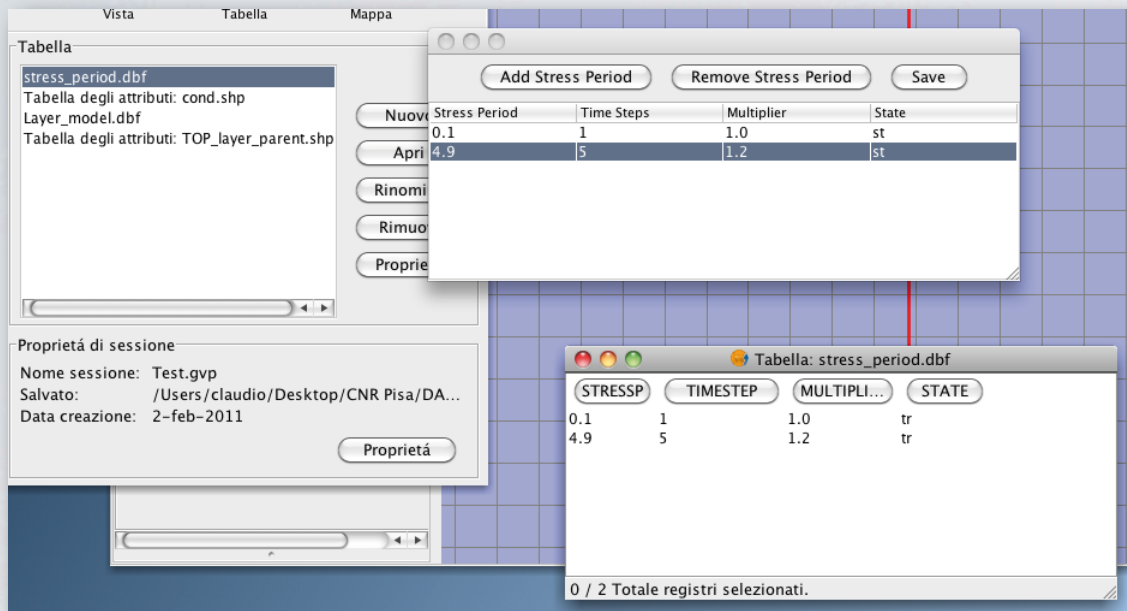 Vista Tabella Mappa
Tabella
stress_period.dbf
Tabella degli attributi: cond.shp
Layer_model.dbf
Tabella degli attributi: TOP_layer_parent.shp
Nuovo
Apri
Rinomi
Rimuo
Proprie
Proprietá di sessione
Nome sessione: Test.gvp
Salvato: /Users/claudio/Desktop/CNR Pisa/DA...
Data creazione: 2-feb-2011
Proprietá
Add Stress Period Remove Stress Period Save
Stress Period Time Steps Multiplier State
0.1 1 1.0 st
4.9 5 1.2 st
Tabella: stress_period.dbf
STRESSP TIMESTEP MULTIPLI... STATE
0.1 1 1.0 tr
4.9 5 1.2 tr
0 / 2 Totale registri selezionati.